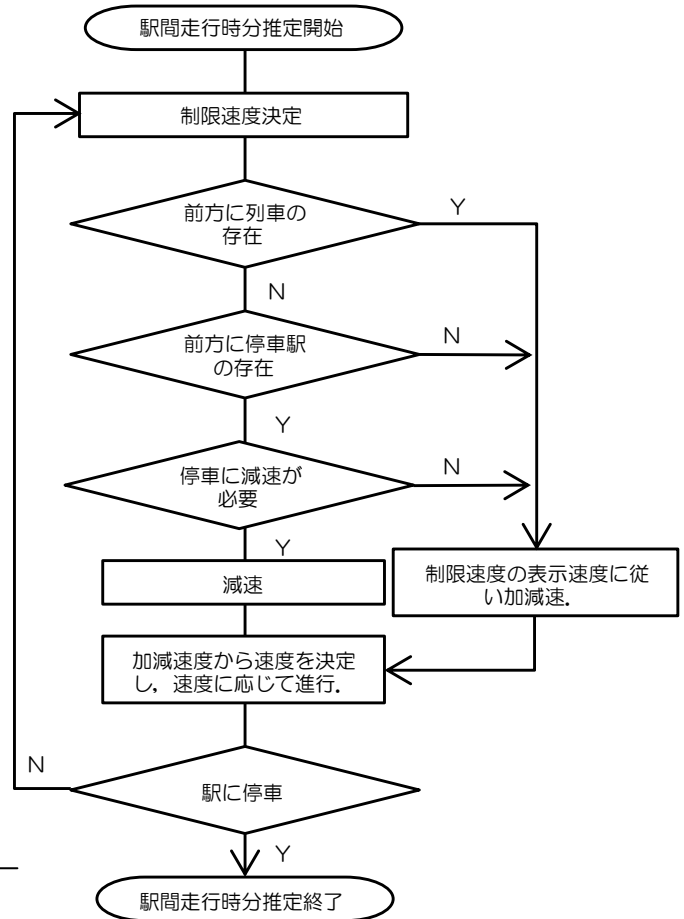 駅間走行時分推定開始
制限速度決定
前方に列車の
存在
Y
N
前方に停車駅
の存在
N
Y
停車に減速が
必要
N
Y
減速
制限速度の表示速度に従
い加減速.
加減速度から速度を決定
し，速度に応じて進行.
N
駅に停車
Y
駅間走行時分推定終了